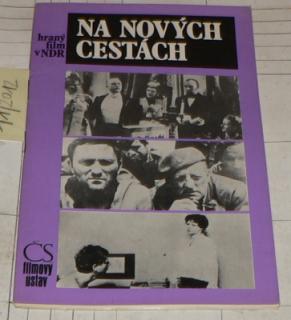 hraný
film
v NDR
NA NOVÝCH
CESTÁCH
ČS
filmový
ústav